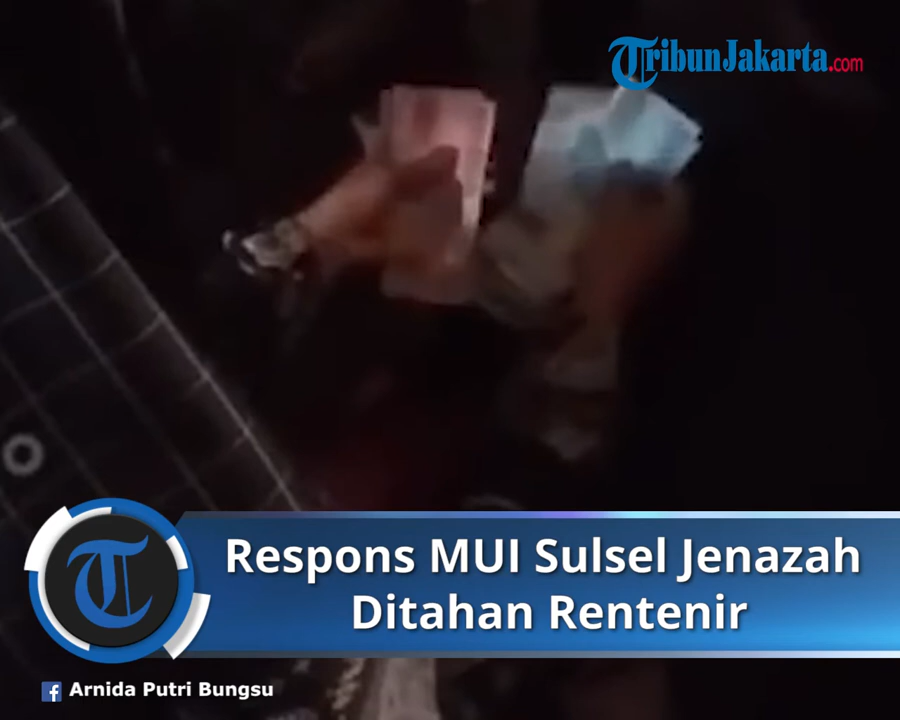 TribunJakarta.com
Respons MUI Sulsel Jenazah
Ditahan Rentenir
Arnida Putri Bungsu